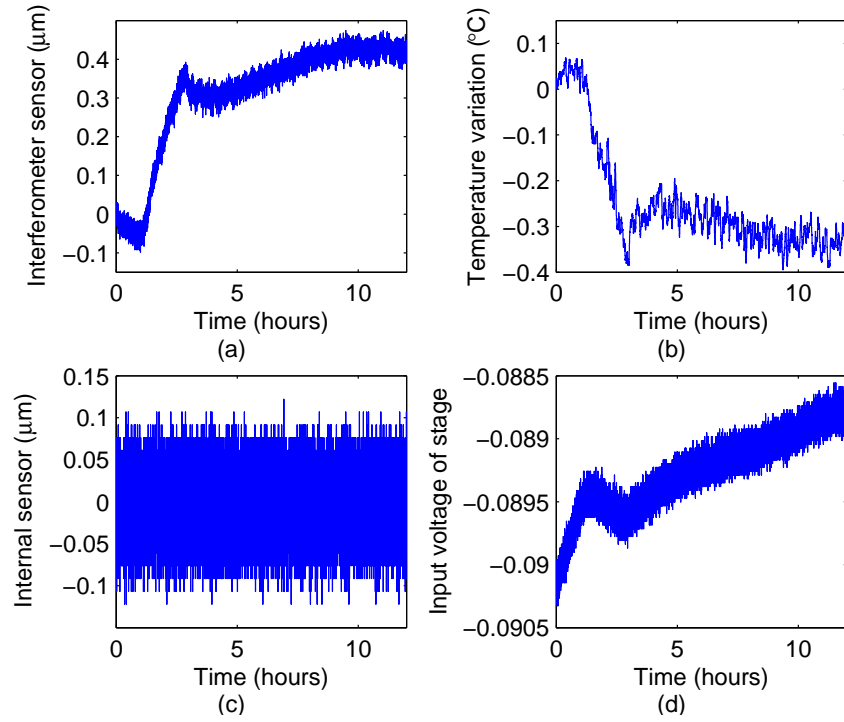 Interferometer sensor (μm)
0.4
0.3
0.2
0.1
0
−0.1
0
5
10
Time (hours)
(a)
Temperature variation (°C)
0.1
0
−0.1
−0.2
−0.3
−0.4
0
5
10
Time (hours)
(b)
Internal sensor (μm)
0.15
0.1
0.05
0
−0.05
−0.1
0
5
10
Time (hours)
(c)
Input voltage of stage
−0.0885
−0.089
−0.0895
−0.09
−0.0905
0
5
10
Time (hours)
(d)